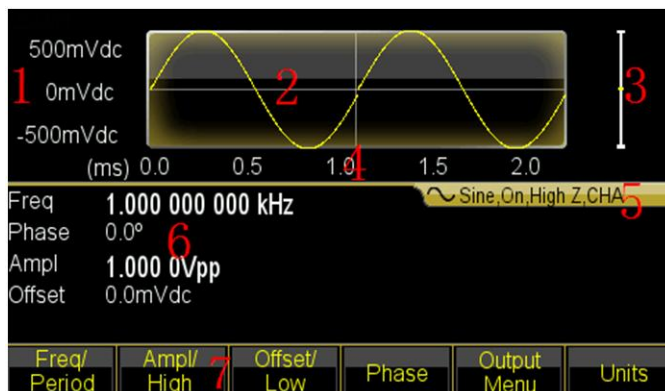 500mVdc
1 0mVdc 2 3
-500mVdc
(ms) 0.0 0.5 1.0 4 1.5 2.0
Sine,On,High Z,CHA 5
Freq 1.000 000 000 kHz
Phase 0.0° 6
Ampl 1.000 0Vpp
Offset 0.0mVdc
Freq/ Period
Ampl/ High 7
Offset/ Low
Phase
Output Menu
Units